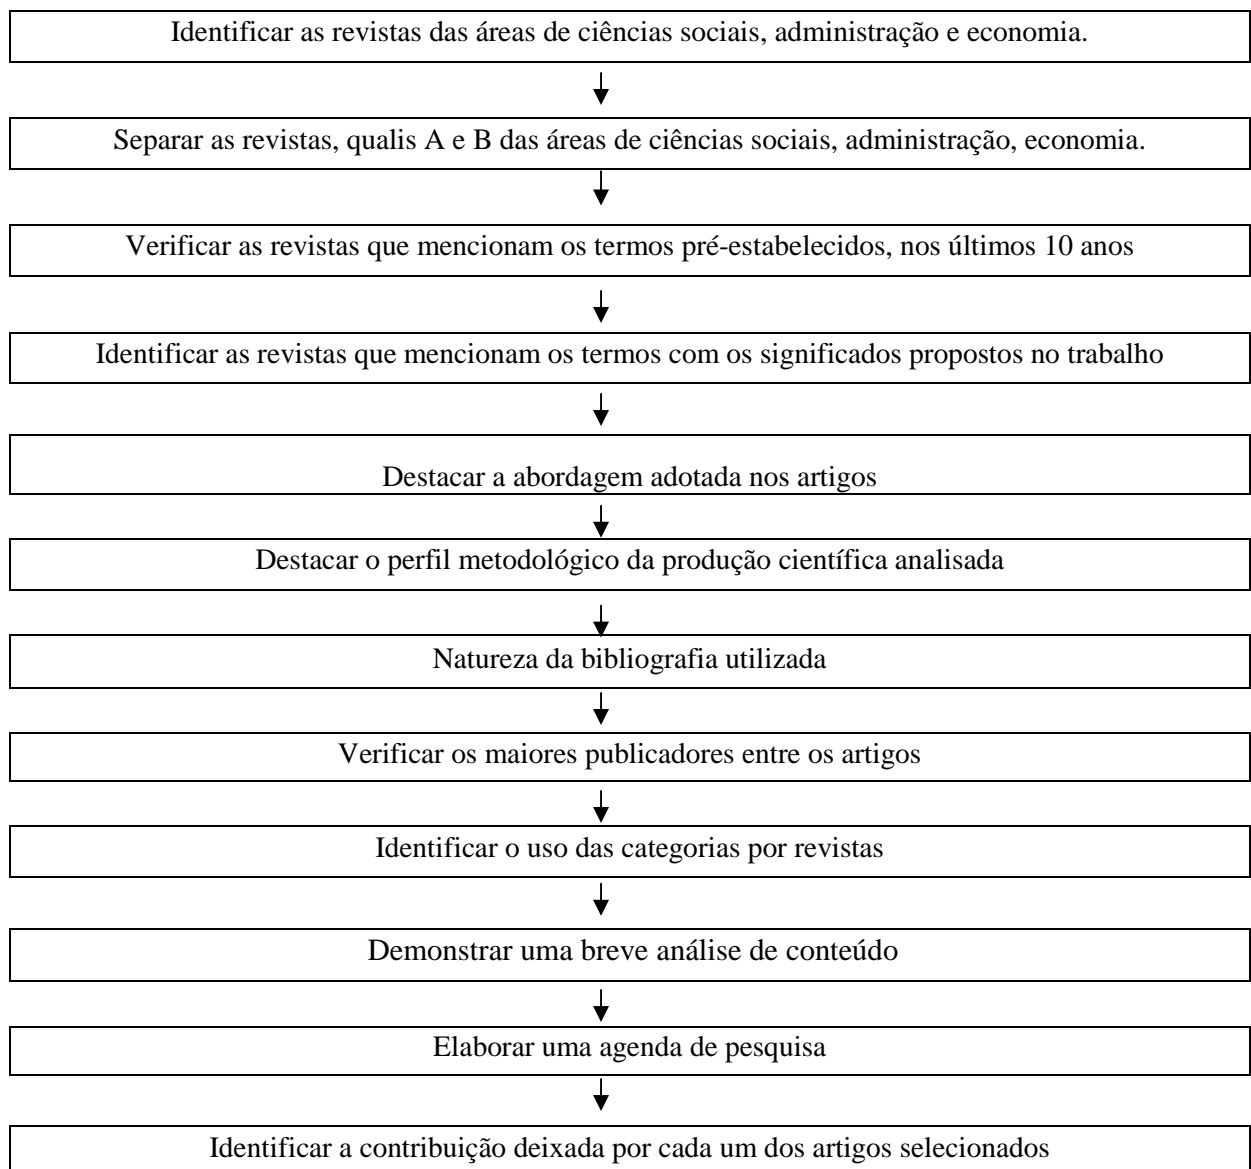 Identificar as revistas das áreas de ciências sociais, administração e economia.
Separar as revistas, qualis A e B das áreas de ciências sociais, administração, economia.
Verificar as revistas que mencionam os termos pré-estabelecidos, nos últimos 10 anos
Identificar as revistas que mencionam os termos com os significados propostos no trabalho
Destacar a abordagem adotada nos artigos
Destacar o perfil metodológico da produção científica analisada
Natureza da bibliografia utilizada
Verificar os maiores publicadores entre os artigos
Identificar o uso das categorias por revistas
Demonstrar uma breve análise de conteúdo
Elaborar uma agenda de pesquisa
Identificar a contribuição deixada por cada um dos artigos selecionados